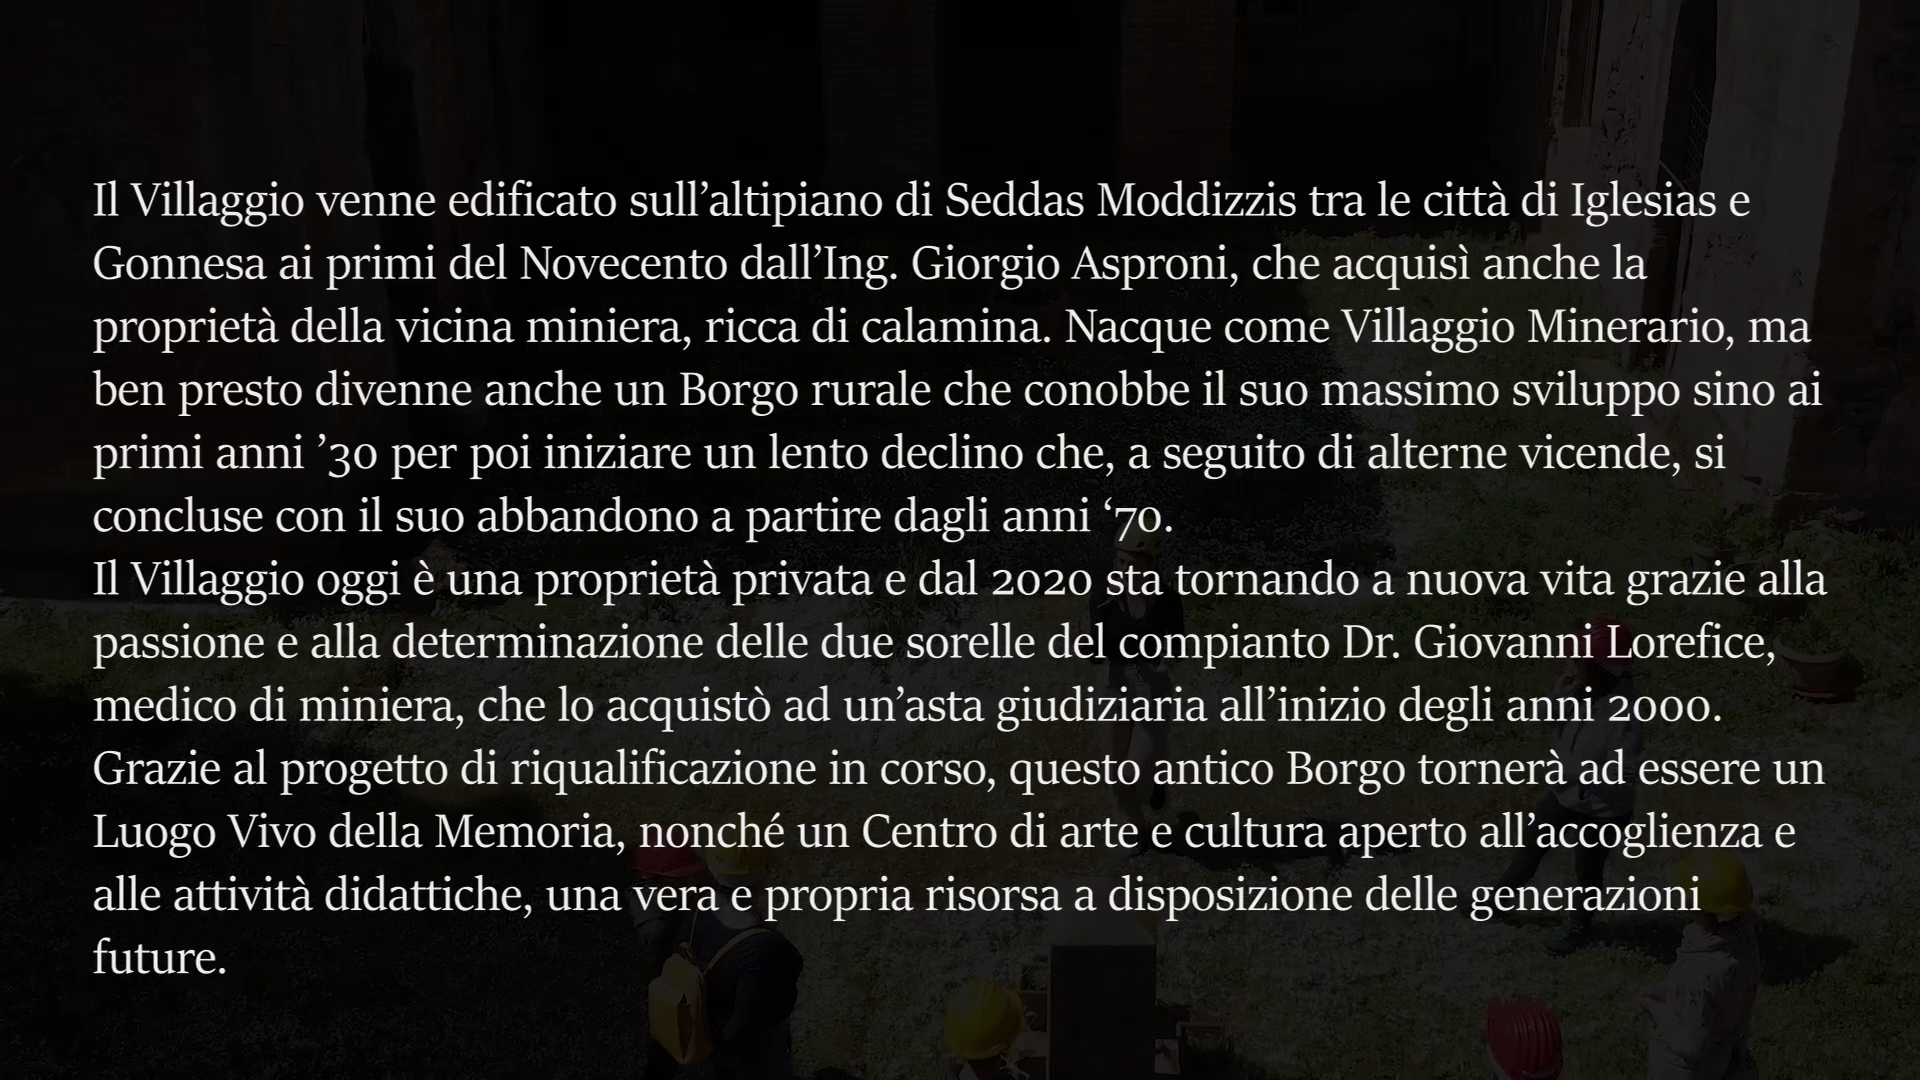 Il Villaggio venne edificato sull’altipiano di Seddas Moddizzis tra le città di Iglesias e
Gonnesa ai primi del Novecento dall’Ing. Giorgio Asproni, che acquisì anche la
proprietà della vicina miniera, ricca di calamina. Nacque come Villaggio Minerario, ma
ben presto divenne anche un Borgo rurale che conobbe il suo massimo sviluppo sino ai
primi anni ’30 per poi iniziare un lento declino che, a seguito di alterne vicende, si
concluse con il suo abbandono a partire dagli anni ‘70.
Il Villaggio oggi è una proprietà privata e dal 2020 sta tornando a nuova vita grazie alla
passione e alla determinazione delle due sorelle del compianto Dr. Giovanni Lorefice,
medico di miniera, che lo acquistò ad un’asta giudiziaria all’inizio degli anni 2000.
Grazie al progetto di riqualificazione in corso, questo antico Borgo tornerà ad essere un
Luogo Vivo della Memoria, nonché un Centro di arte e cultura aperto all’accoglienza e
alle attività didattiche, una vera e propria risorsa a disposizione delle generazioni
future.